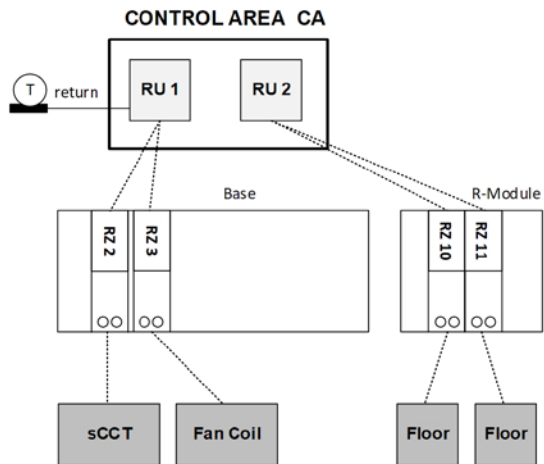 CONTROL AREA CA
T
return
RU 1
RU 2
Base
R-Module
RZ 2
RZ 3
RZ 10
RZ 11
sCCT
Fan Coil
Floor
Floor